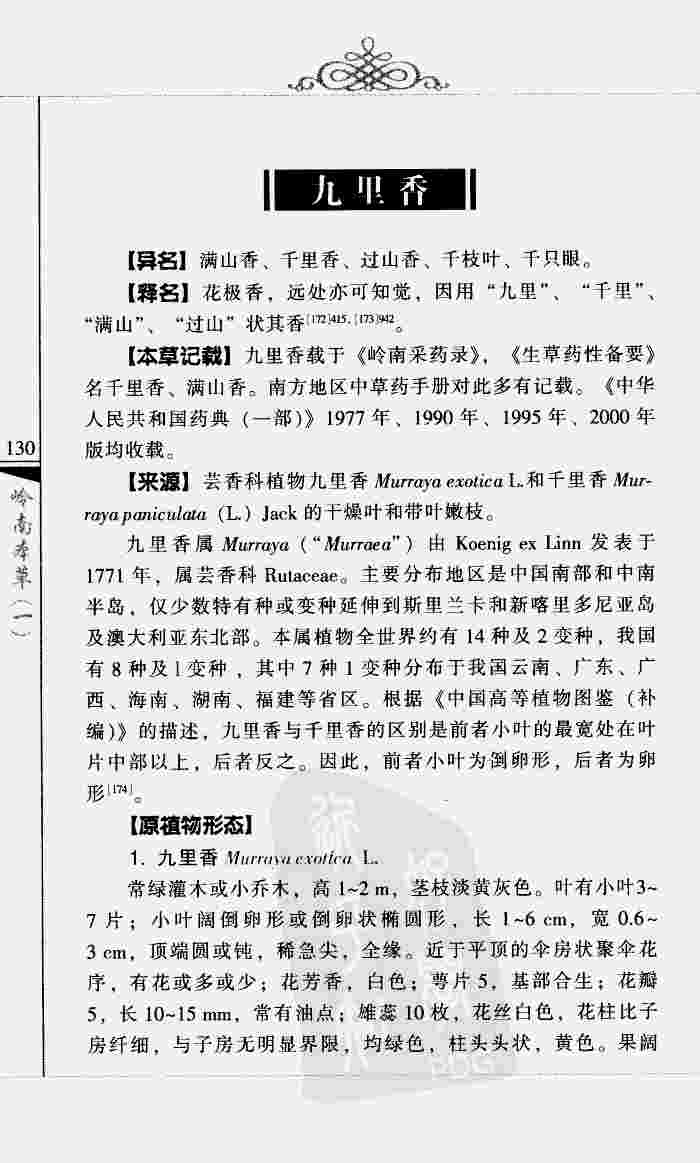 九里香
【异名】满山香、千里香、过山香、千枝叶、千只眼。
【释名】花极香，远处亦可知觉，因用“九里”、“千里”、
“满山”、“过山”状其香[172]415, [173]942。
【本草记载】九里香载于《岭南采药录》，《生草药性备要》
名千里香、满山香。南方地区中草药手册对此多有记载。《中华
人民共和国药典（一部）》1977 年、1990 年、1995 年、2000 年
版均收载。
130
岭南本草（一）
【来源】芸香科植物九里香 Murraya exotica L.和千里香 Mur-
raya paniculata（L.）Jack 的干燥叶和带叶嫩枝。
九里香属 Murraya（“Murraea”）由 Koenig ex Linn 发表于
1771 年，属芸香科 Rutaceae。主要分布地区是中国南部和中南
半岛，仅少数特有种或变种延伸到斯里兰卡和新喀里多尼亚岛
及澳大利亚东北部。本属植物全世界约有 14 种及 2 变种，我国
有 8 种及 1 变种，其中 7 种 1 变种分布于我国云南、广东、广
西、海南、湖南、福建等省区。根据《中国高等植物图鉴（补
编）》的描述，九里香与千里香的区别是前者小叶的最宽处在叶
片中部以上，后者反之。因此，前者小叶为倒卵形，后者为卵
形[174]。
【原植物形态】
1. 九里香 Murraya exotica L.
常绿灌木或小乔木，高 1~2 m，茎枝淡黄灰色。叶有小叶3~
7 片；小叶阔倒卵形或倒卵状椭圆形，长 1~6 cm，宽 0.6~
3 cm，顶端圆或钝，稀急尖，全缘。近于平顶的伞房状聚伞花
序，有花或多或少；花芳香，白色；萼片 5，基部合生；花瓣
5，长 10~15 mm，常有油点；雄蕊 10 枚，花丝白色，花柱比子
房纤细，与子房无明显界限，均绿色，柱头头状，黄色。果阔
PDG